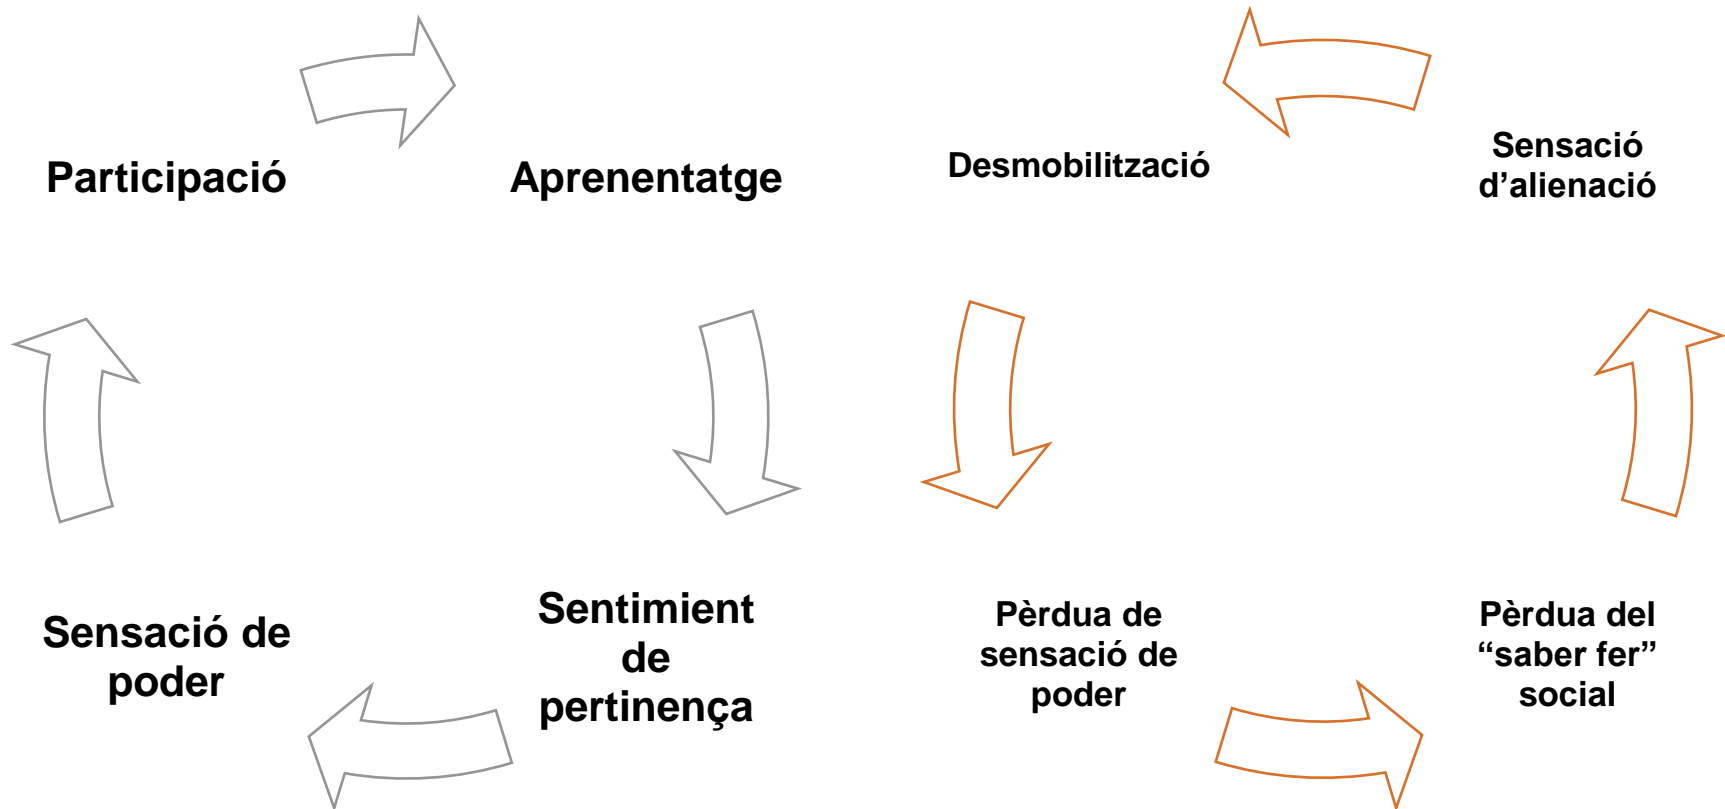 Participació
Aprenentatge
Desmobilització
Sensació
d’alienació
Sensació de
poder
Sentimient
de
pertinença
Pèrdua de
sensació de
poder
Pèrdua del
“saber fer”
social